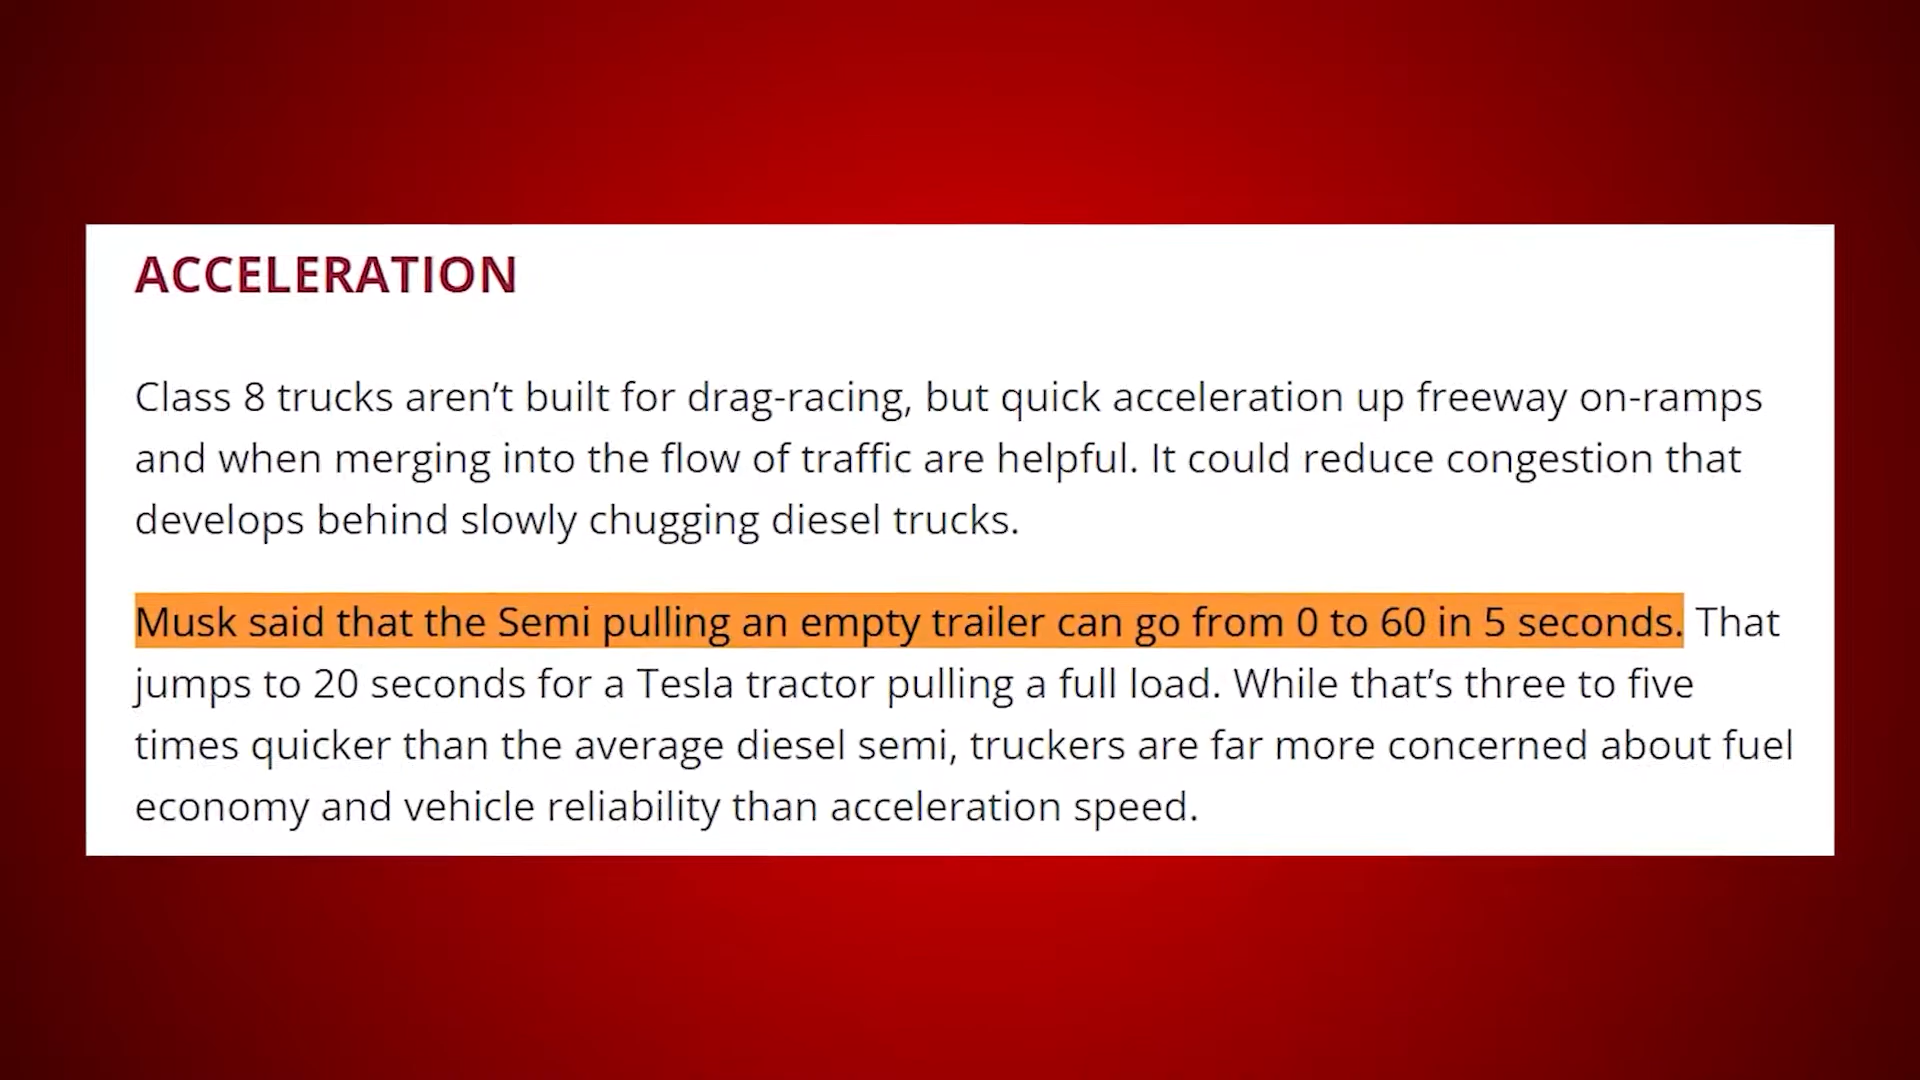 ACCELERATION
Class 8 trucks aren’t built for drag-racing, but quick acceleration up freeway on-ramps
and when merging into the flow of traffic are helpful. It could reduce congestion that
develops behind slowly chugging diesel trucks.
Musk said that the Semi pulling an empty trailer can go from 0 to 60 in 5 seconds. That
jumps to 20 seconds for a Tesla tractor pulling a full load. While that’s three to five
times quicker than the average diesel semi, truckers are far more concerned about fuel
economy and vehicle reliability than acceleration speed.